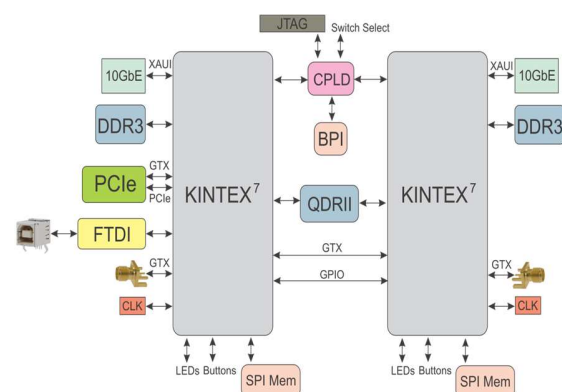 JTAG
Switch Select
XAUI
10GbE
CPLD
XAUI
10GbE
DDR3
BPI
DDR3
GTX
PCIe
PCIe
KINTEX7
QDRII
KINTEX7
FTDI
GTX
GTX
GPIO
GTX
CLK
CLK
LEDs Buttons
LEDs Buttons
SPI Mem
SPI Mem